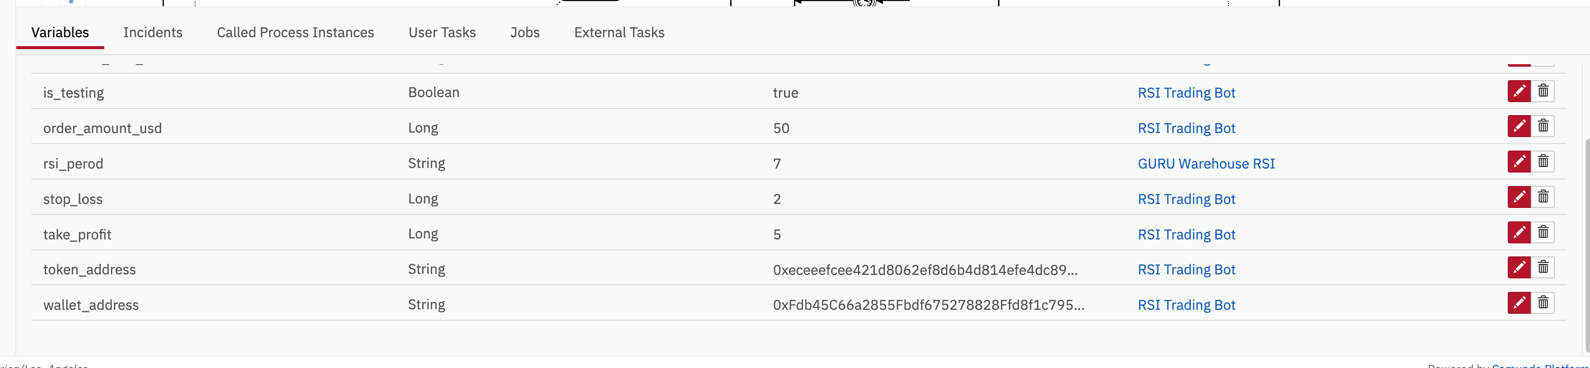 Variables Incidents Called Process Instances User Tasks Jobs External Tasks
is_testing Boolean true RSI Trading Bot
order_amount_usd Long 50 RSI Trading Bot
rsi_perod String 7 GURU Warehouse RSI
stop_loss Long 2 RSI Trading Bot
take_profit Long 5 RSI Trading Bot
token_address String 0xeceeefcee421d8062ef8d6b4d814efe4dc89... RSI Trading Bot
wallet_address String 0xFdb45C66a2855Fbdf675278828Ffd8f1c795... RSI Trading Bot
Powered by Camunda Platform